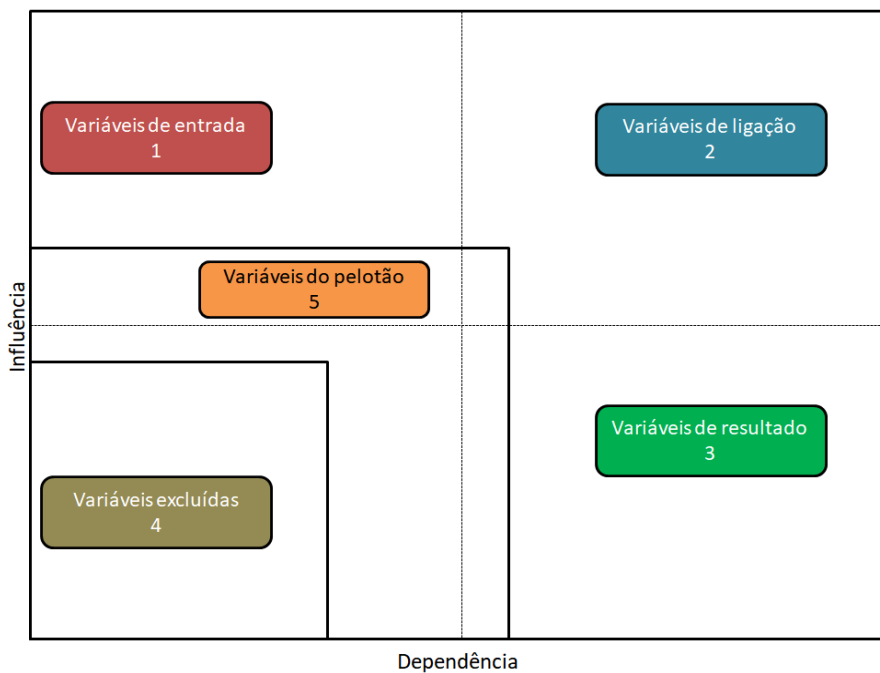 Variáveis de entrada
1
Variáveis de ligação
2
Variáveis do pelotão
5
Influência
Variáveis de resultado
3
Variáveis excluídas
4
Dependência